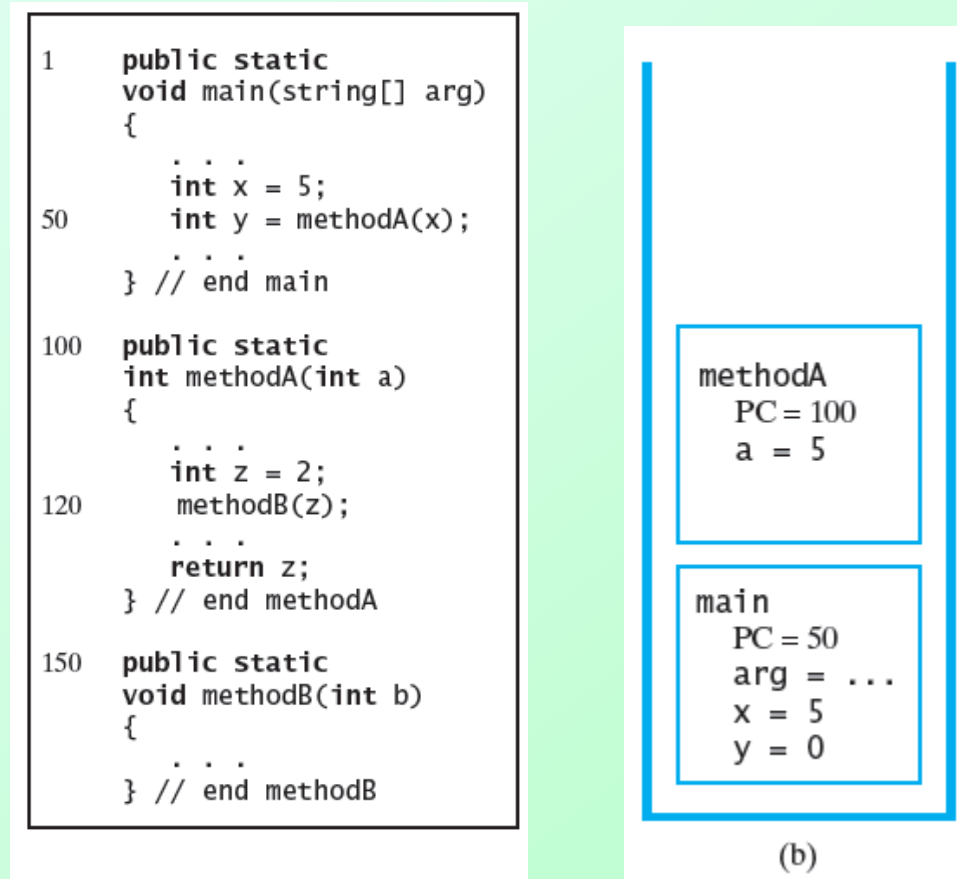 1 public static
void main(string[] arg)
{
. . .
int x = 5;
50 int y = methodA(x);
. . .
} // end main
100 public static
int methodA(int a)
{
. . .
int z = 2;
120 methodB(z);
. . .
return z;
} // end methodA
150 public static
void methodB(int b)
{
. . .
} // end methodB
methodA
PC = 100
a = 5
main
PC = 50
arg = ...
x = 5
y = 0
(b)